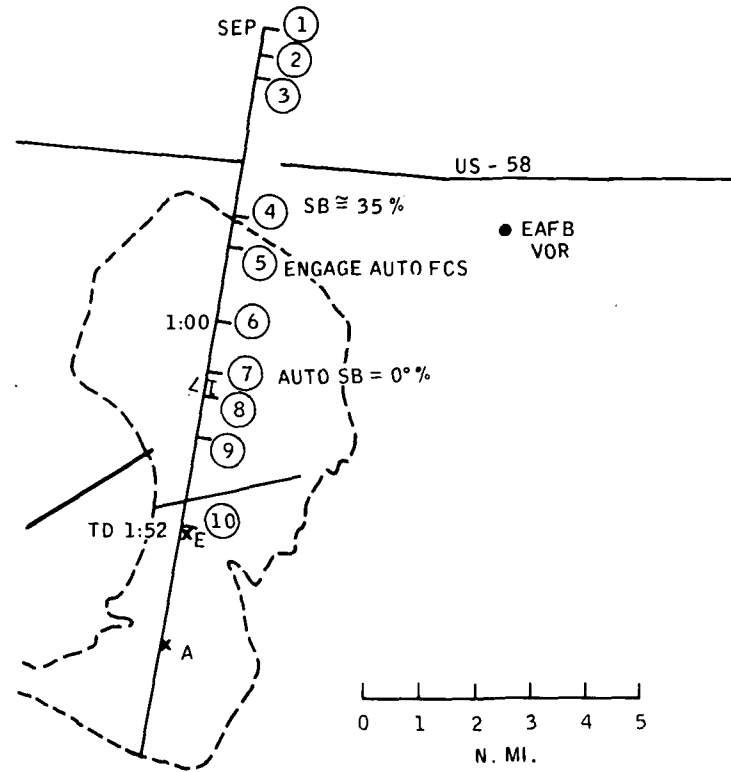 SEP 1
2
3
US - 58
4 SB ≅ 35 %
EAFB
VOR
5 ENGAGE AUTO FCS
1:00 6
7 AUTO SB = 0° %
8
9
10
TD 1:52 E
A
0 1 2 3 4 5
N. MI.